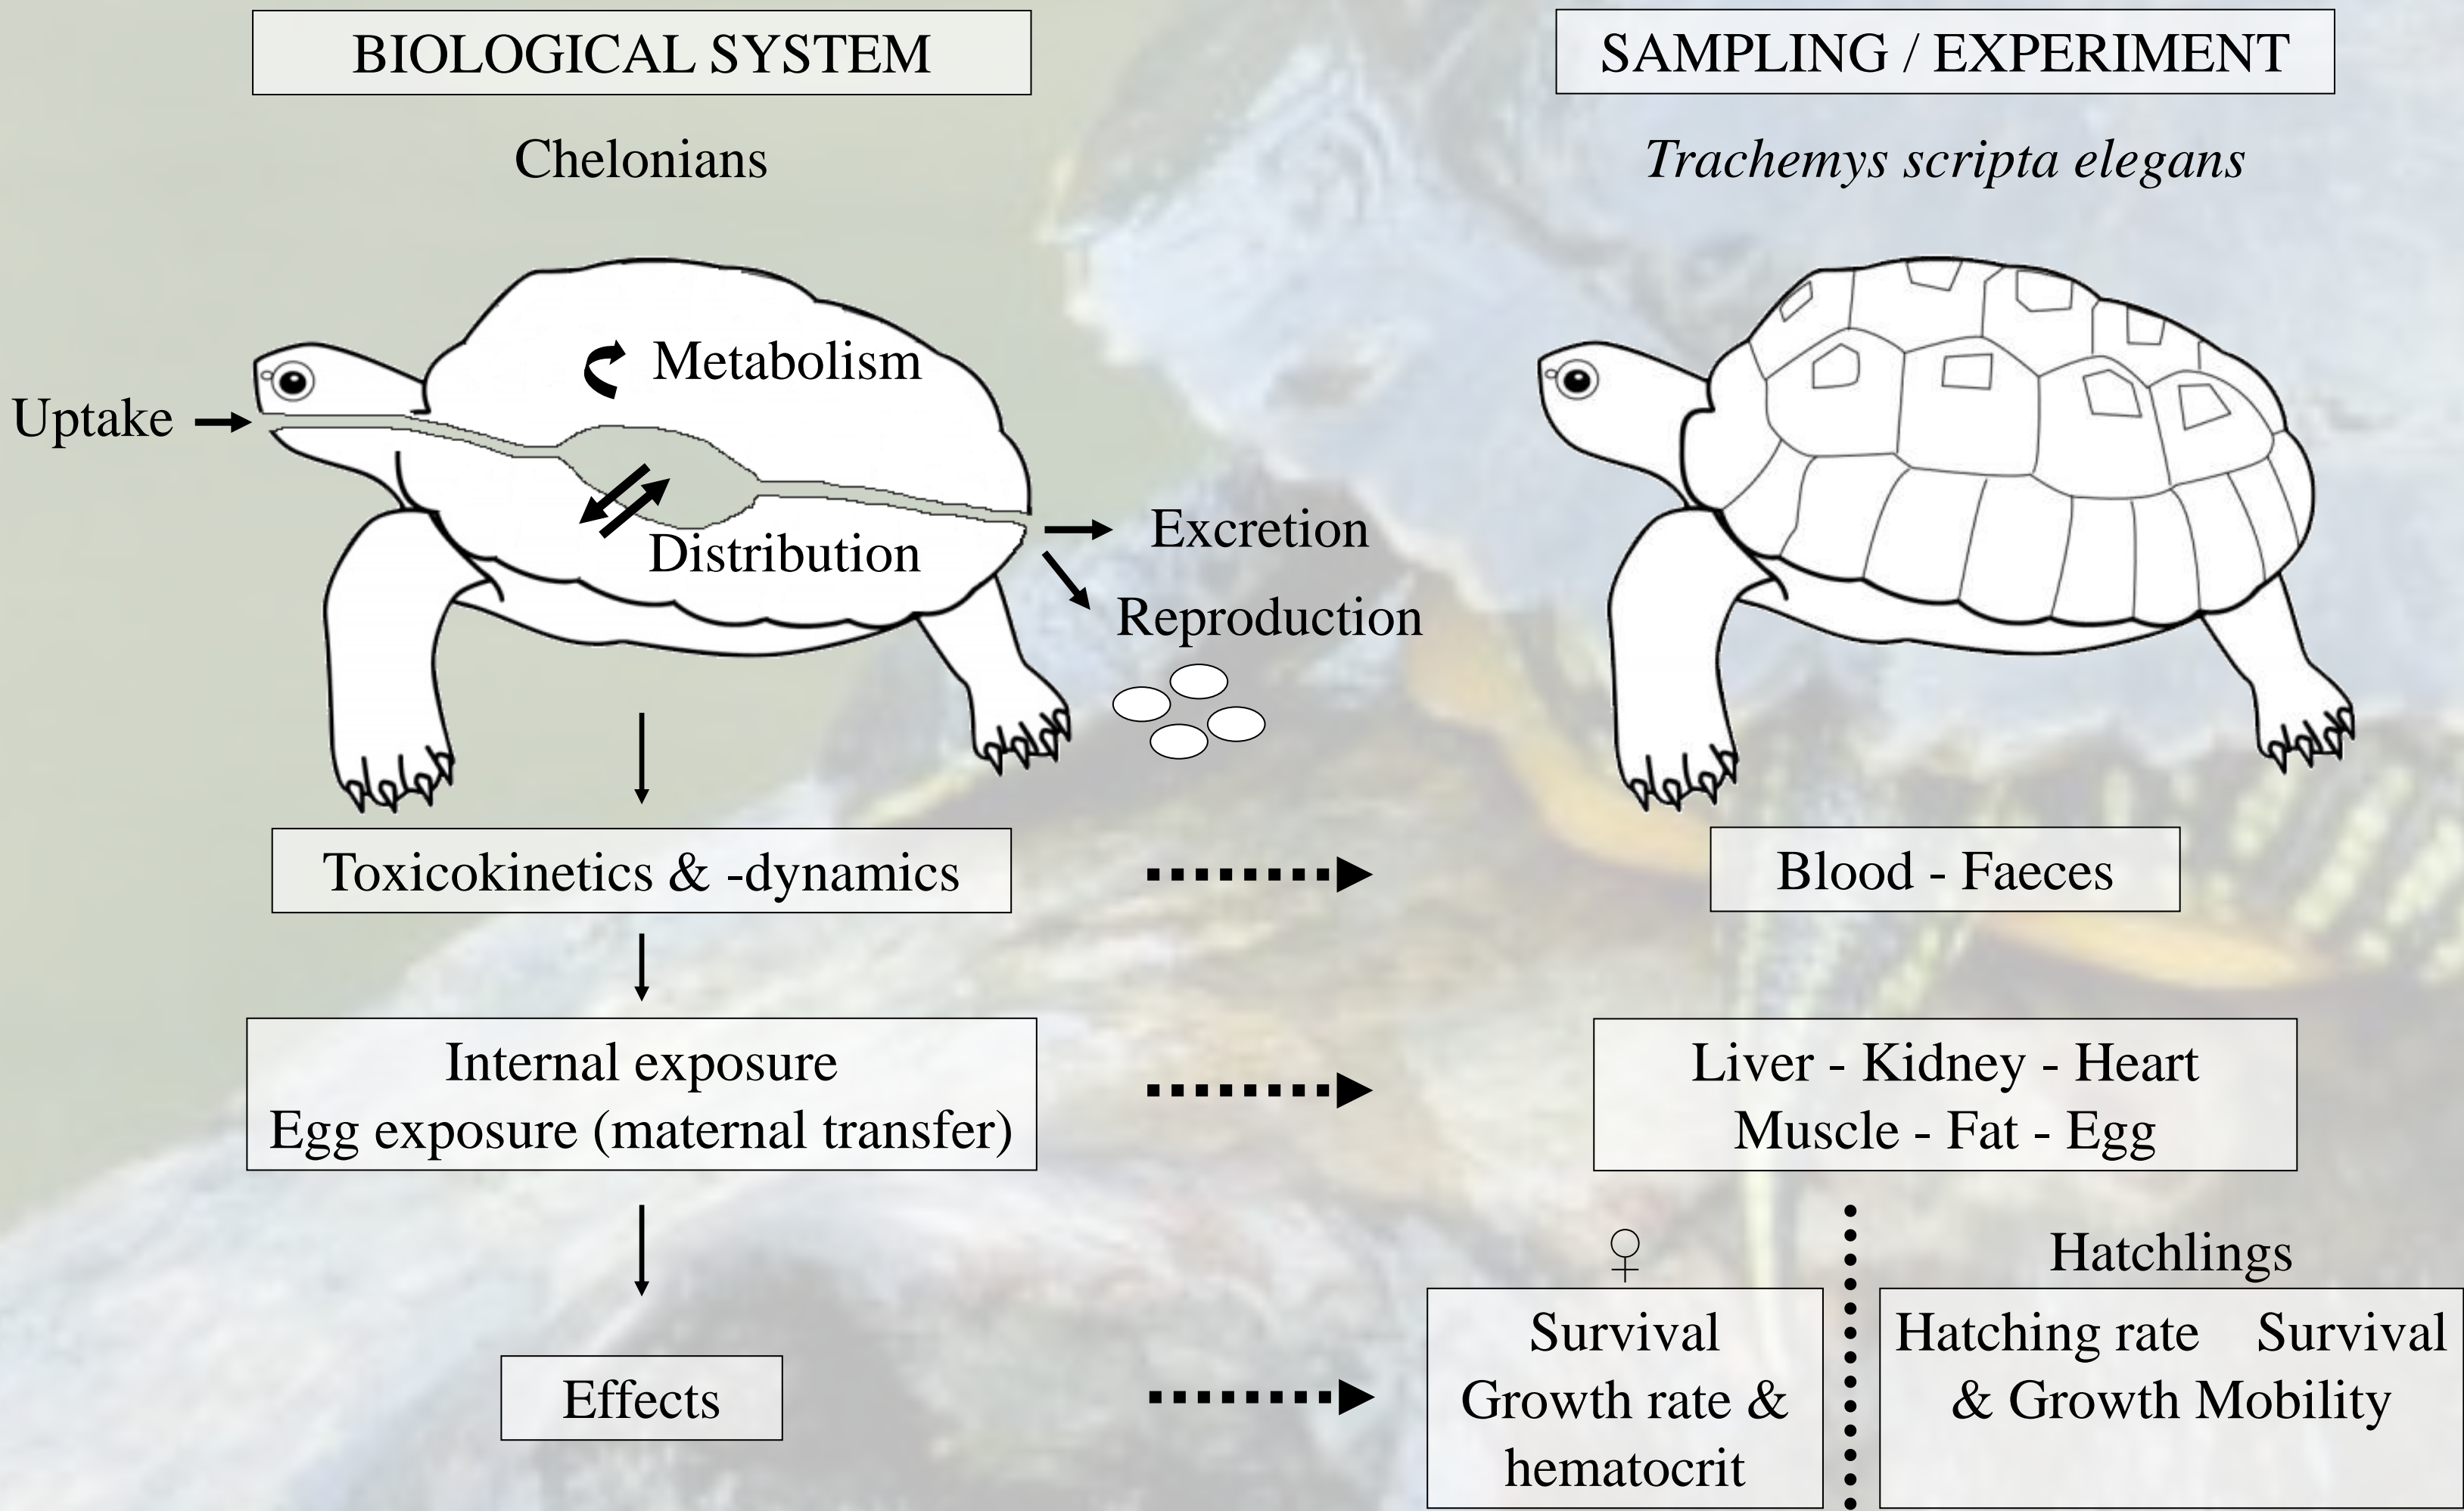 BIOLOGICAL SYSTEM
Chelonians
Metabolism
Uptake
Distribution
Excretion
Reproduction
Toxicokinetics & -dynamics
Internal exposure
Egg exposure (maternal transfer)
Effects
SAMPLING / EXPERIMENT
Trachemys scripta elegans
Blood - Faeces
Liver - Kidney - Heart
Muscle - Fat - Egg
♀
Survival
Growth rate &
hematocrit
Hatchlings
Hatching rate Survival
& Growth Mobility